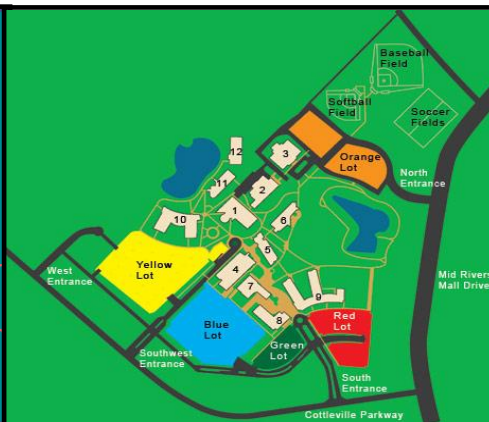 Baseball
Field
Softball
Field
Soccer
Fields
12
3
Orange
Lot
11
2
North
Entrance
10
1
6
5
Yellow
Lot
4
West
Entrance
Mid Rivers
Mall Drive
7
9
Blue
Lot
8
Red
Lot
Green
Lot
Southwest
Entrance
South
Entrance
Cottleville Parkway